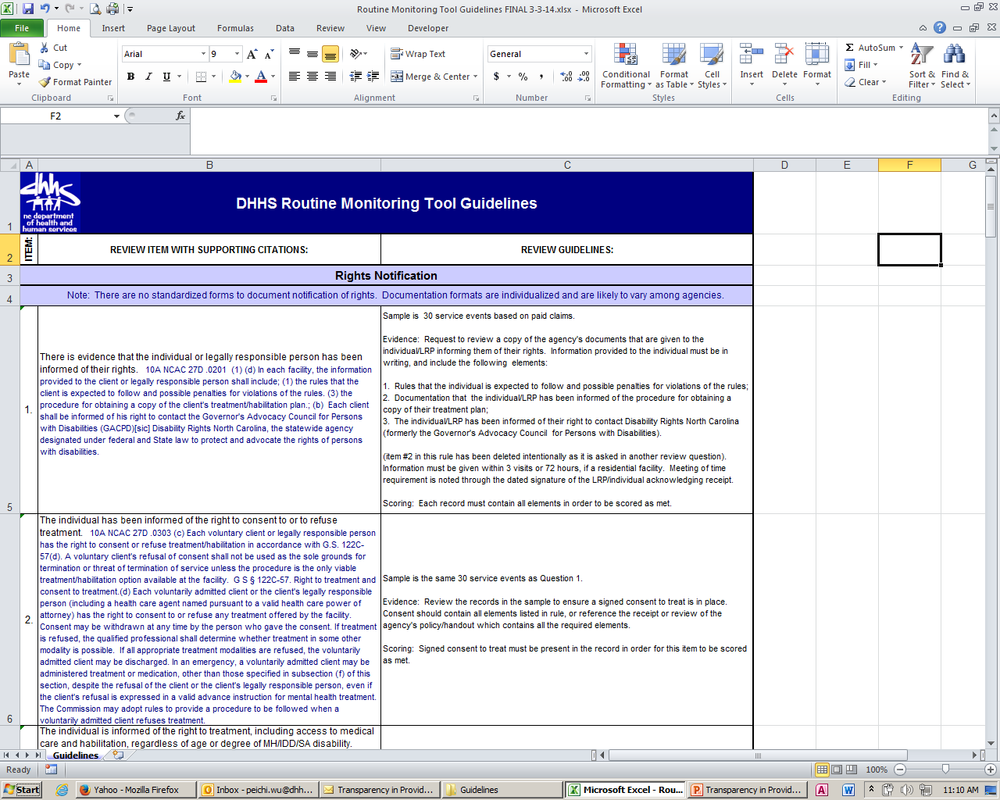 Routine Monitoring Tool Guidelines FINAL 3-3-14.xlsx - Microsoft Excel
File Home Insert Page Layout Formulas Data Review View Developer
Paste Cut Copy Format Painter Clipboard
Arial 9 B I U Font
Wrap Text Merge & Center Alignment
General $ % , Number
Conditional Formatting Format as Table Cell Styles Styles
Insert Delete Format Cells
AutoSum Fill Clear Sort & Filter Find & Select Editing
F2 fx
A B C D E F G
1 dhhs
nc department
of health and
human services
DHHS Routine Monitoring Tool Guidelines
2 ITEM: REVIEW ITEM WITH SUPPORTING CITATIONS: REVIEW GUIDELINES:
3 Rights Notification
4 Note: There are no standardized forms to document notification of rights. Documentation formats are individualized and are likely to vary among agencies.
5
1.
There is evidence that the individual or legally responsible person has been
informed of their rights. 10A NCAC 27D .0201 (1) (d) In each facility, the information
provided to the client or legally responsible person shall include; (1) the rules that the
client is expected to follow and possible penalties for violations of the rules. (3) the
procedure for obtaining a copy of the client's treatment/habilitation plan.; (b) Each client
shall be informed of his right to contact the Governor's Advocacy Council for Persons
with Disabilities (GACPD)[sic] Disability Rights North Carolina, the statewide agency
designated under federal and State law to protect and advocate the rights of persons
with disabilities.
Sample is 30 service events based on paid claims.
Evidence: Request to review a copy of the agency's documents that are given to the
individual/LRP informing them of their rights. Information provided to the individual must be in
writing, and include the following elements:
1. Rules that the individual is expected to follow and possible penalties for violations of the rules;
2. Documentation that the individual/LRP has been informed of the procedure for obtaining a
copy of their treatment plan;
3. The individual/LRP has been informed of their right to contact Disability Rights North Carolina
(formerly the Governor's Advocacy Council for Persons with Disabilities).
(item #2 in this rule has been deleted intentionally as it is asked in another review question).
Information must be given within 3 visits or 72 hours, if a residential facility. Meeting of time
requirement is noted through the dated signature of the LRP/individual acknowledging receipt.
Scoring: Each record must contain all elements in order to be scored as met.
6
2.
The individual has been informed of the right to consent to or to refuse
treatment. 10A NCAC 27D .0303 (c) Each voluntary client or legally responsible person
has the right to consent or refuse treatment/habilitation in accordance with G.S. 122C-
57(d). A voluntary client's refusal of consent shall not be used as the sole grounds for
termination or threat of termination of service unless the procedure is the only viable
treatment/habilitation option available at the facility. G S § 122C-57. Right to treatment and
consent to treatment.(d) Each voluntarily admitted client or the client's legally responsible
person (including a health care agent named pursuant to a valid health care power of
attorney) has the right to consent to or refuse any treatment offered by the facility.
Consent may be withdrawn at any time by the person who gave the consent. If treatment
is refused, the qualified professional shall determine whether treatment in some other
modality is possible. If all appropriate treatment modalities are refused, the voluntarily
admitted client may be discharged. In an emergency, a voluntarily admitted client may be
administered treatment or medication, other than those specified in subsection (f) of this
section, despite the refusal of the client or the client's legally responsible person, even if
the client's refusal is expressed in a valid advance instruction for mental health treatment.
The Commission may adopt rules to provide a procedure to be followed when a
voluntarily admitted client refuses treatment.
Sample is the same 30 service events as Question 1.
Evidence: Review the records in the sample to ensure a signed consent to treat is in place.
Consent should contain all elements listed in rule, or reference the receipt or review of the
agency's policy/handout which contains all the required elements.
Scoring: Signed consent to treat must be present in the record in order for this item to be scored
as met.
The individual is informed of the right to treatment, including access to medical
care and habilitation, regardless of age or degree of MH/IDD/SA disability.
Guidelines
Ready 100%
Start Yahoo - Mozilla Firefox Inbox - peichi.wu@dhh... Transparency in Provid... Guidelines Microsoft Excel - Rou... Transparency in Provid... 11:10 AM